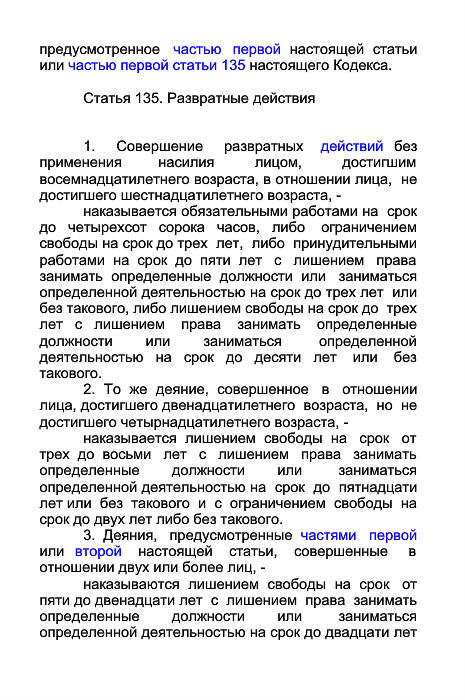 предусмотренное частью первой настоящей статьи
или частью первой статьи 135 настоящего Кодекса.
Статья 135. Развратные действия
1. Совершение развратных действий без
применения насилия лицом, достигшим
восемнадцатилетнего возраста, в отношении лица, не
достигшего шестнадцатилетнего возраста, -
наказывается обязательными работами на срок
до четырехсот сорока часов, либо ограничением
свободы на срок до трех лет, либо принудительными
работами на срок до пяти лет с лишением права
занимать определенные должности или заниматься
определенной деятельностью на срок до трех лет или
без такового, либо лишением свободы на срок до трех
лет с лишением права занимать определенные
должности или заниматься определенной
деятельностью на срок до десяти лет или без
такового.
2. То же деяние, совершенное в отношении
лица, достигшего двенадцатилетнего возраста, но не
достигшего четырнадцатилетнего возраста, -
наказывается лишением свободы на срок от
трех до восьми лет с лишением права занимать
определенные должности или заниматься
определенной деятельностью на срок до пятнадцати
лет или без такового и с ограничением свободы на
срок до двух лет либо без такового.
3. Деяния, предусмотренные частями первой
или второй настоящей статьи, совершенные в
отношении двух или более лиц, -
наказываются лишением свободы на срок от
пяти до двенадцати лет с лишением права занимать
определенные должности или заниматься
определенной деятельностью на срок до двадцати лет